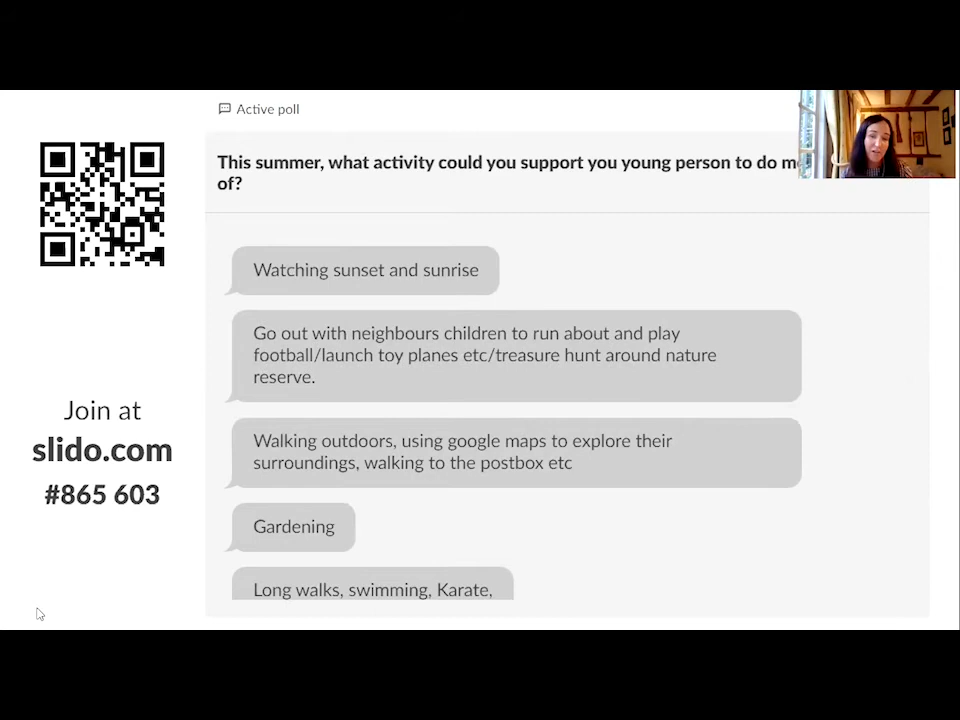 Active poll
This summer, what activity could you support you young person to do
of?
Watching sunset and sunrise
Go out with neighbours children to run about and play
football/launch toy planes etc/treasure hunt around nature
reserve.
Walking outdoors, using google maps to explore their
surroundings, walking to the postbox etc
Gardening
Long walks, swimming, Karate,
Join at
slido.com
#865 603